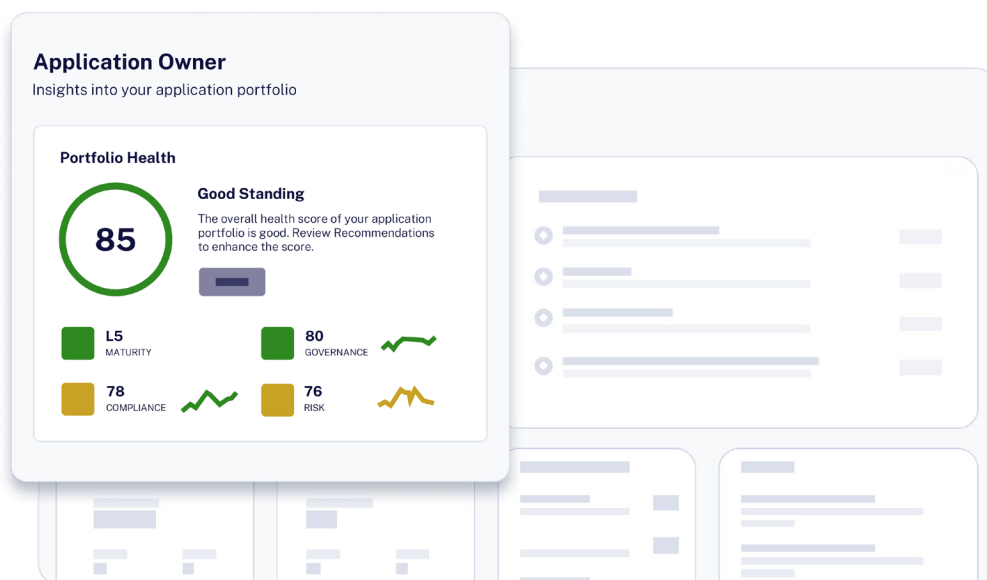 Application Owner
Insights into your application portfolio
Portfolio Health
85
Good Standing
The overall health score of your application
portfolio is good. Review Recommendations
to enhance the score.
L5
MATURITY
80
GOVERNANCE
78
COMPLIANCE
76
RISK